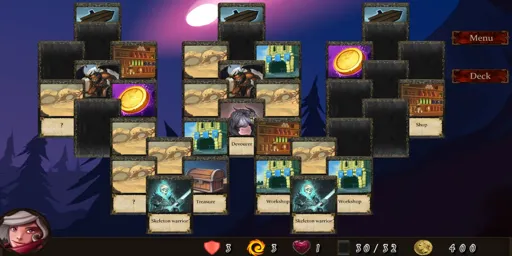 Menu
Deck
?
Shop
Devourer
?
Treasure
Workshop
Workshop
Skeleton warrior
Skeleton warrior
3 3 1 30/32 400